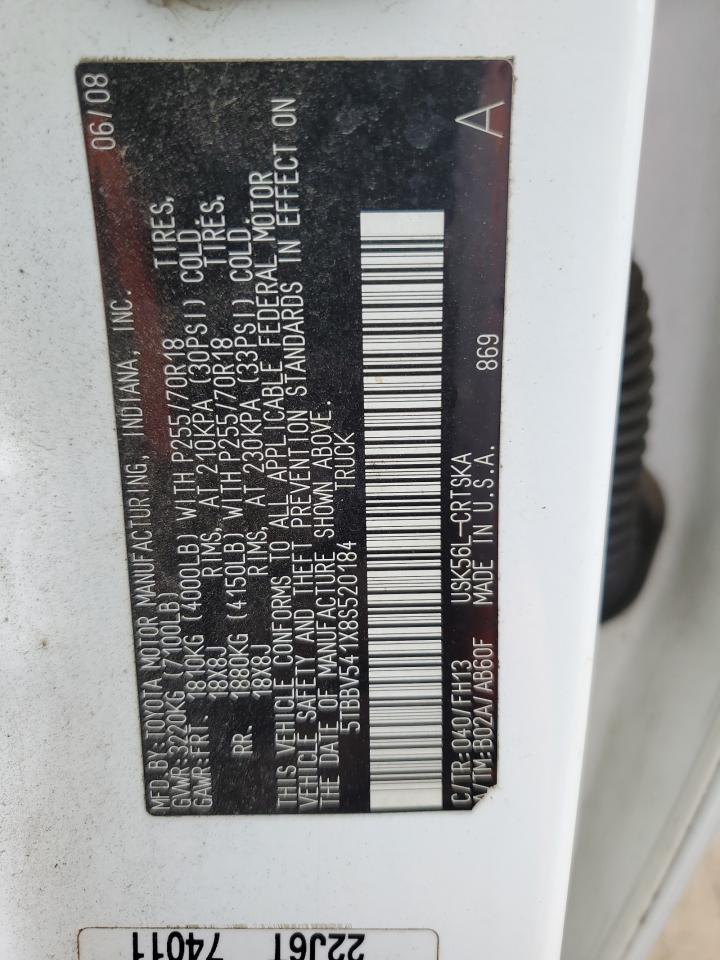 MFD.BY:TOYOTA MOTOR MANUFACTURING, INDIANA, INC. 06/08
GVWR:3220KG(7100LB)
GAWR:FRT. 1810KG (4000LB) WITH P255/70R18 TIRES,
18X8J RIMS, AT 210KPA (30PSI) COLD.
RR. 1880KG (4150LB) WITH P255/70R18 TIRES,
18X8J RIMS, AT 230KPA (33PSI) COLD.
THIS VEHICLE CONFORMS TO ALL APPLICABLE FEDERAL MOTOR
VEHICLE SAFETY AND THEFT PREVENTION STANDARDS IN EFFECT ON
THE DATE OF MANUFACTURE SHOWN ABOVE.
5TBBV541X8S520184 TRUCK
C/TR:040/FH13 USK56L-CRTSKA A
A/TM:B02A/AB60F MADE IN U.S.A. 869
22J6T
74011